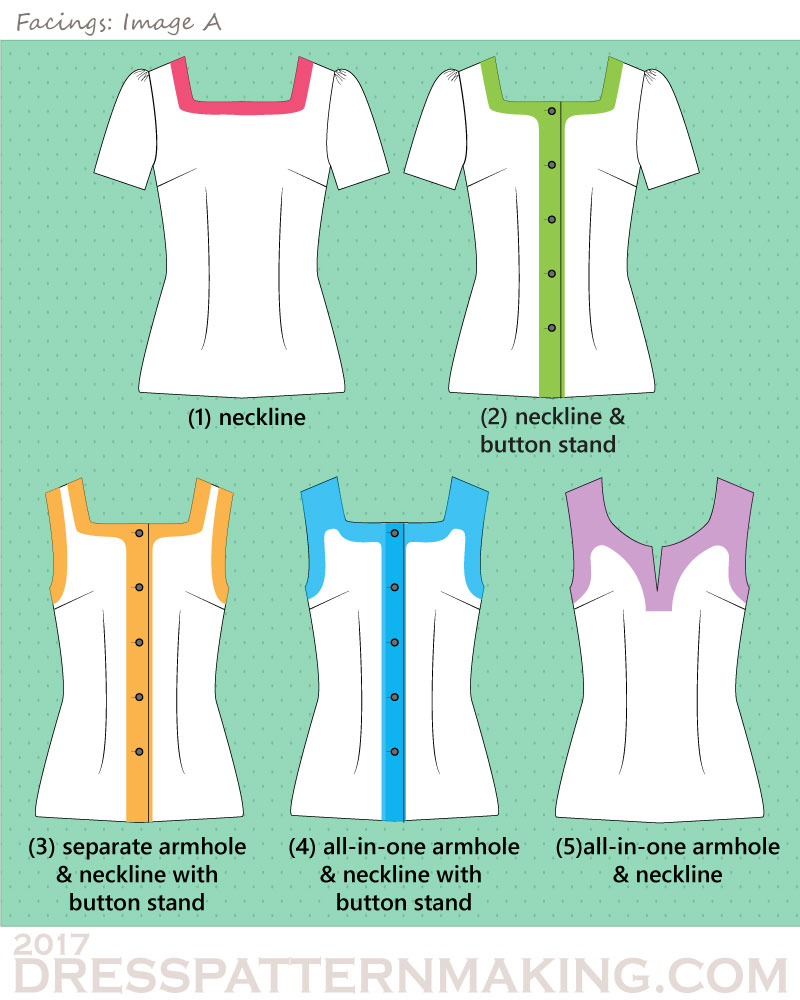 Facings: Image A
(1) neckline
(2) neckline &
button stand
(3) separate armhole
& neckline with
button stand
(4) all-in-one armhole
& neckline with
button stand
(5)all-in-one armhole
& neckline
2017
DRESSPATTERNMAKING.COM